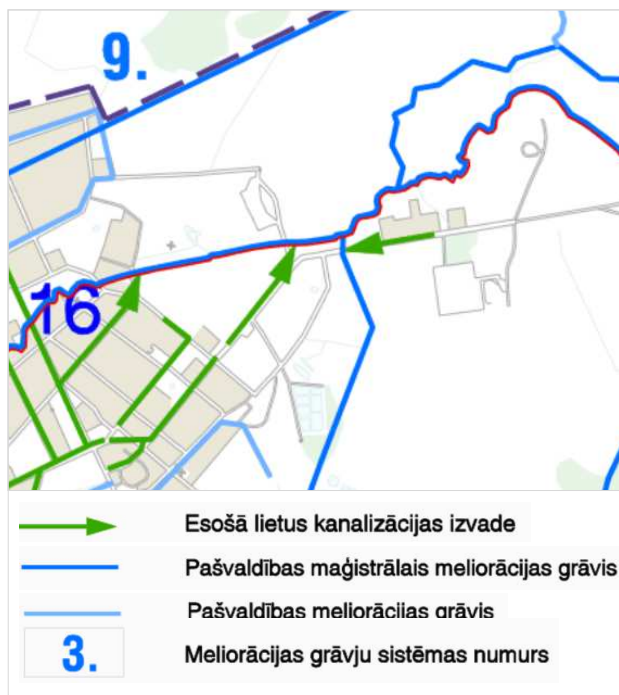 9.
16
Esošā lietus kanalizācijas izvade
Pašvaldības maģistrālais meliorācijas grāvis
Pašvaldības meliorācijas grāvis
3.
Meliorācijas grāvju sistēmas numurs